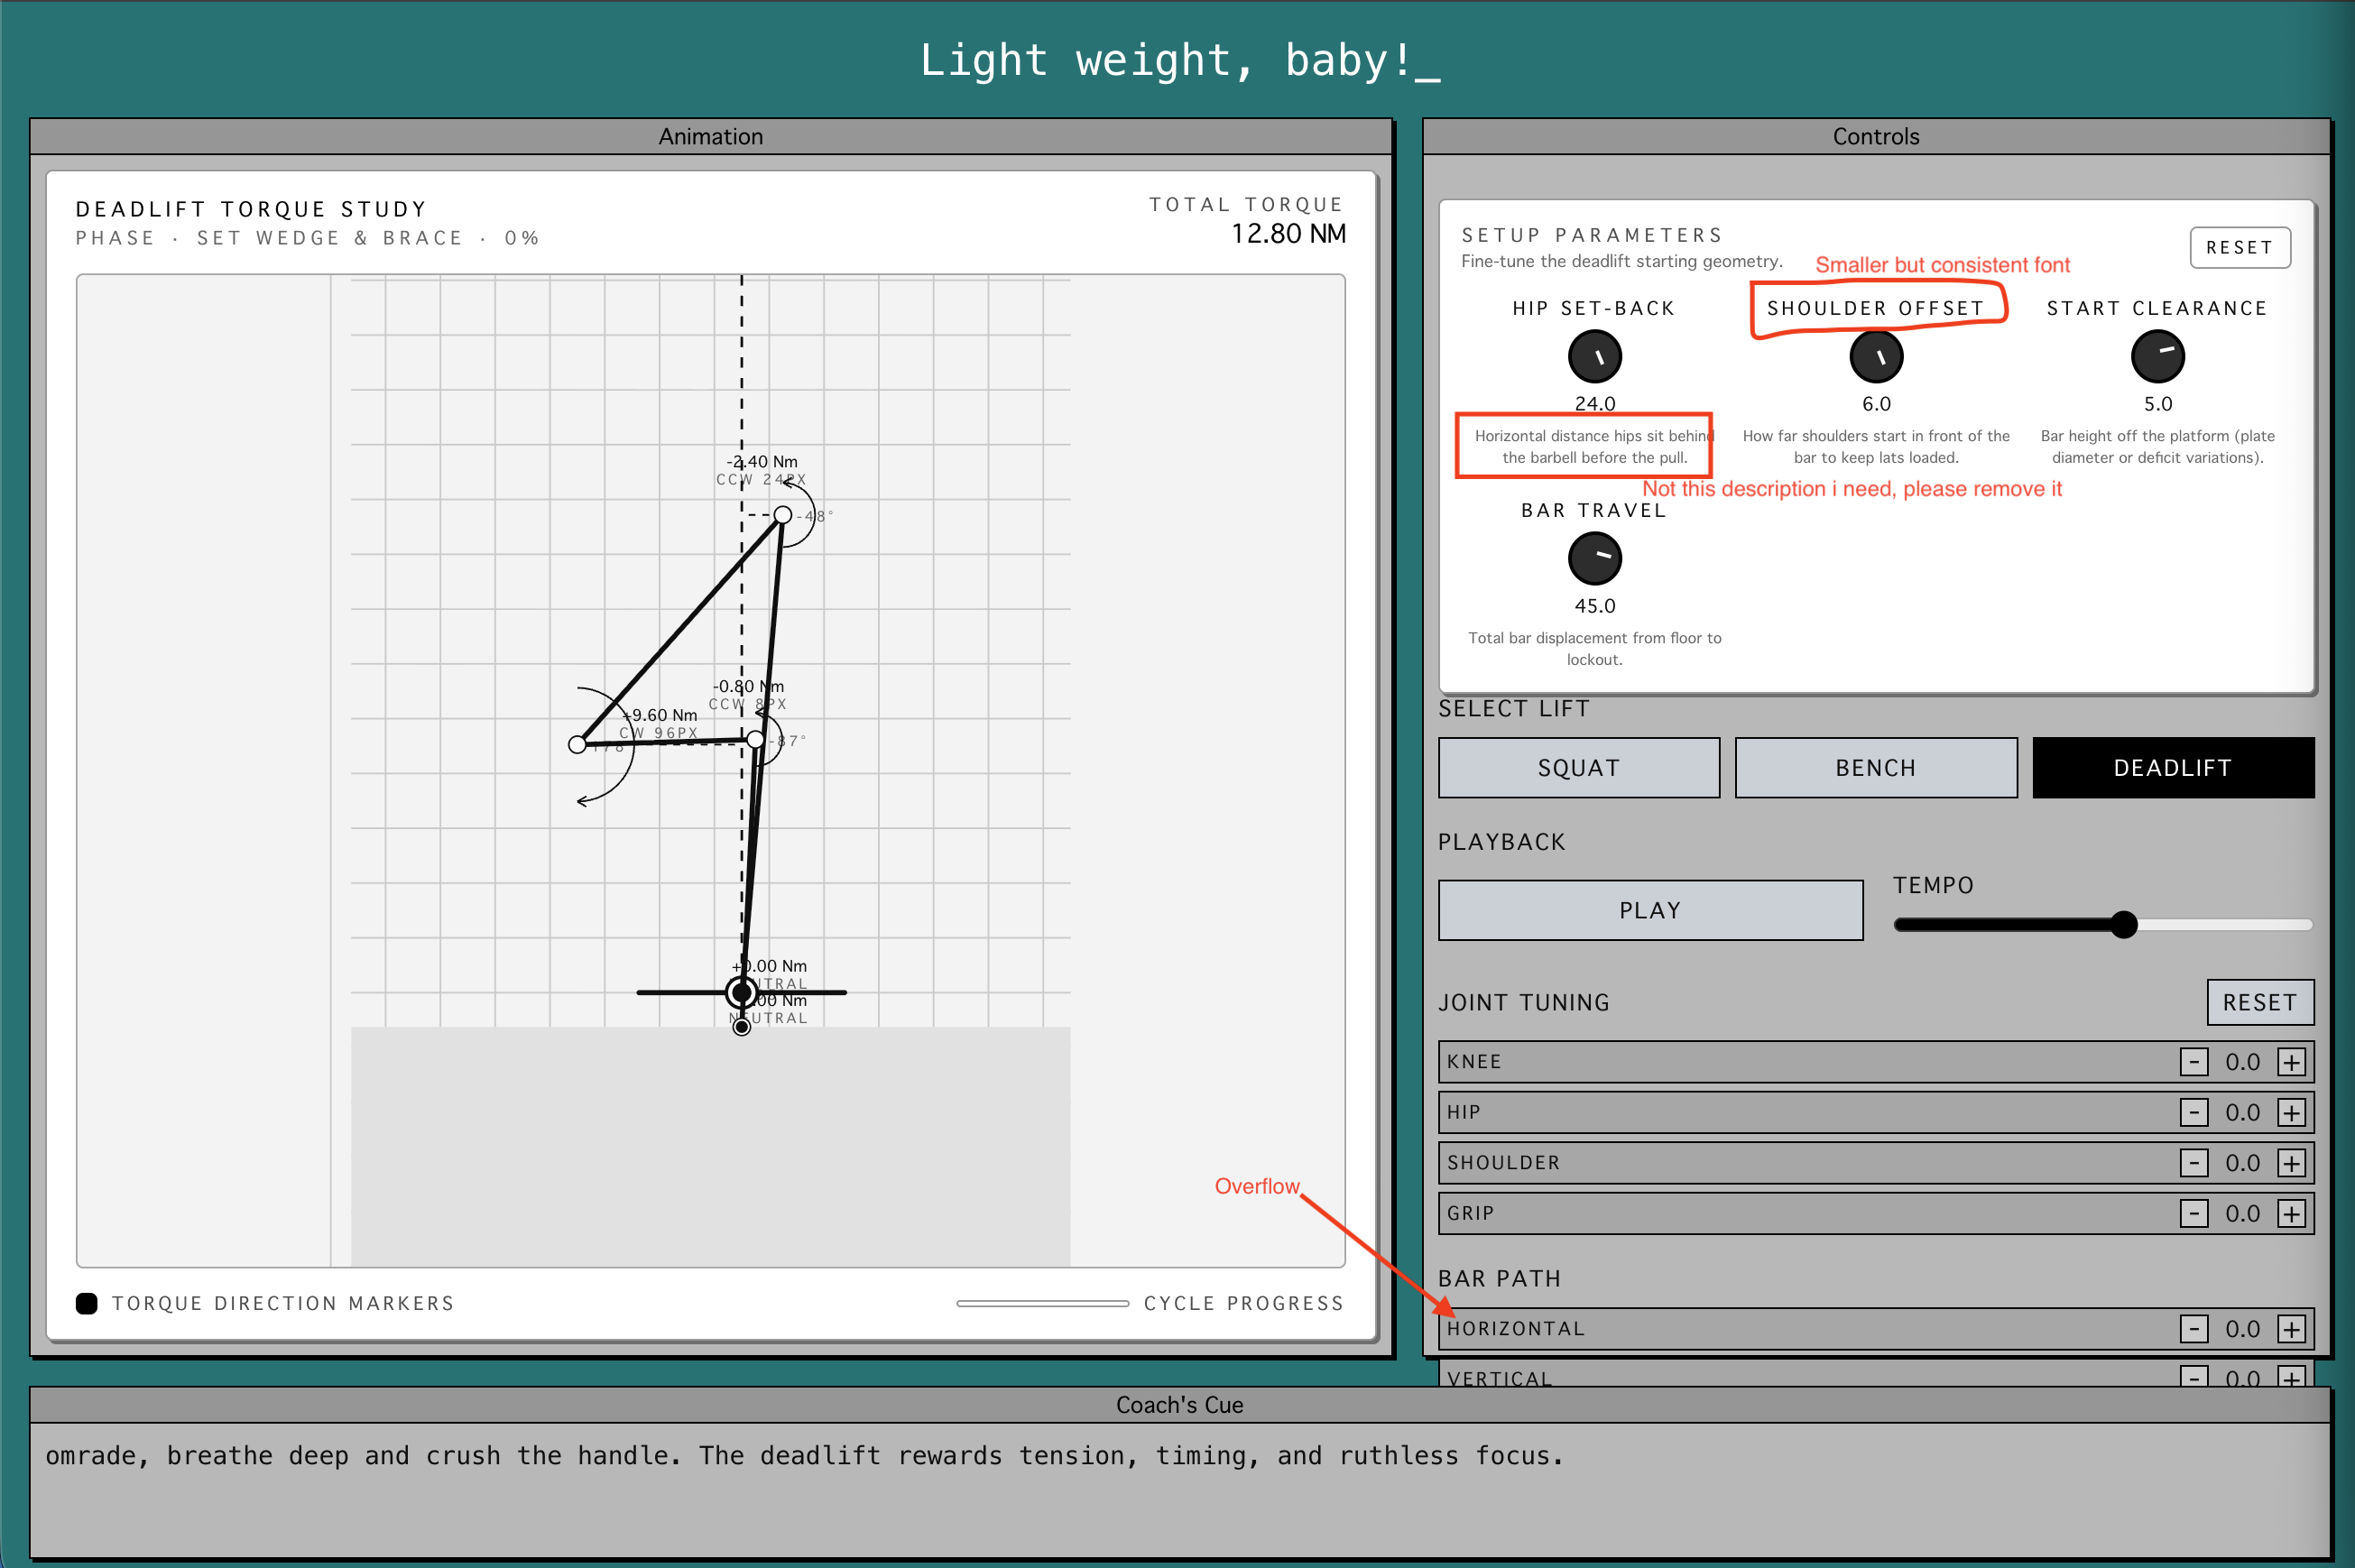 Light weight, baby!_
Animation
DEADLIFT TORQUE STUDY
PHASE · SET WEDGE & BRACE · 0%
TOTAL TORQUE
12.80 NM
-2.40 Nm
CCW 24PX
-48°
-0.80 Nm
CCW 8PX
-87°
+9.60 Nm
CW 96PX
+0.00 Nm
NEUTRAL
TORQUE DIRECTION MARKERS
CYCLE PROGRESS
Overflow
Controls
SETUP PARAMETERS
Fine-tune the deadlift starting geometry.
RESET
Smaller but consistent font
HIP SET-BACK
SHOULDER OFFSET
START CLEARANCE
24.0
6.0
5.0
Horizontal distance hips sit behind
the barbell before the pull.
How far shoulders start in front of the
bar to keep lats loaded.
Bar height off the platform (plate
diameter or deficit variations).
Not this description i need, please remove it
BAR TRAVEL
45.0
Total bar displacement from floor to
lockout.
SELECT LIFT
SQUAT
BENCH
DEADLIFT
PLAYBACK
PLAY
TEMPO
JOINT TUNING
RESET
KNEE - 0.0 +
HIP - 0.0 +
SHOULDER - 0.0 +
GRIP - 0.0 +
BAR PATH
HORIZONTAL - 0.0 +
VERTICAL - 0.0 +
Coach's Cue
omrade, breathe deep and crush the handle. The deadlift rewards tension, timing, and ruthless focus.